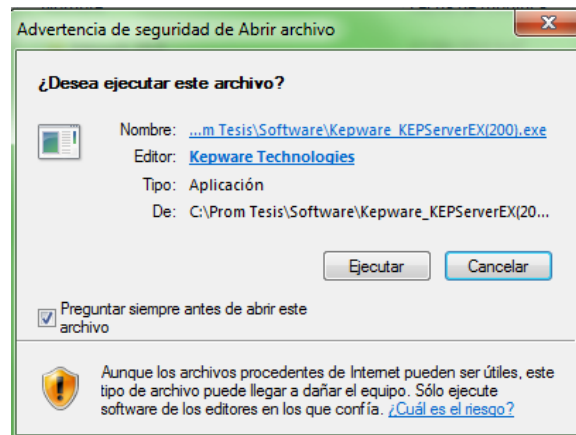 Advertencia de seguridad de Abrir archivo
¿Desea ejecutar este archivo?
Nombre: ...m Tesis\Software\Kepware_KEPServerEX(200).exe
Editor: Kepware Technologies
Tipo: Aplicación
De: C:\Prom Tesis\Software\Kepware_KEPServerEX(20...
Ejecutar Cancelar
Preguntar siempre antes de abrir este
archivo
Aunque los archivos procedentes de Internet pueden ser útiles, este
tipo de archivo puede llegar a dañar el equipo. Sólo ejecute
software de los editores en los que confía. ¿Cuál es el riesgo?